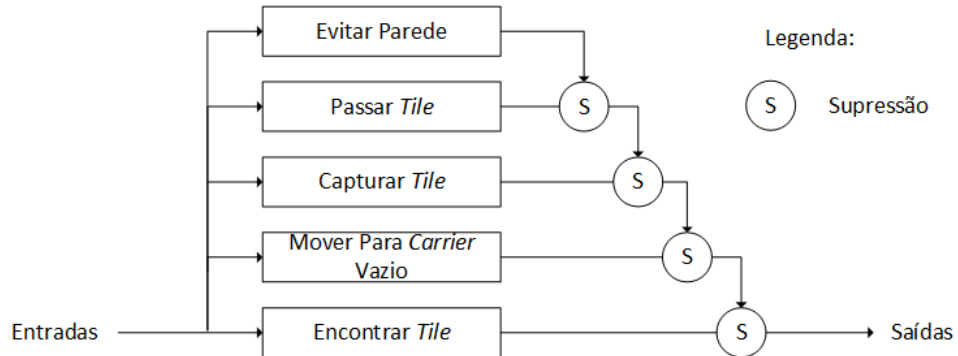 Evitar Parede
Legenda:
Passar Tile
S
S
Supressão
Capturar Tile
S
Mover Para Carrier
Vazio
S
Entradas
Encontrar Tile
S
Saídas